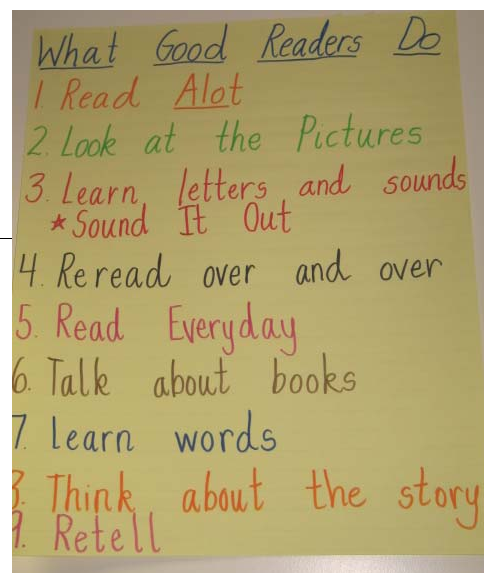 What Good Readers Do
1. Read Alot
2. Look at the Pictures
3. Learn letters and sounds
★Sound It Out
4. Reread over and over
5. Read Everyday
6. Talk about books
7. Learn words
8. Think about the story
9. Retell